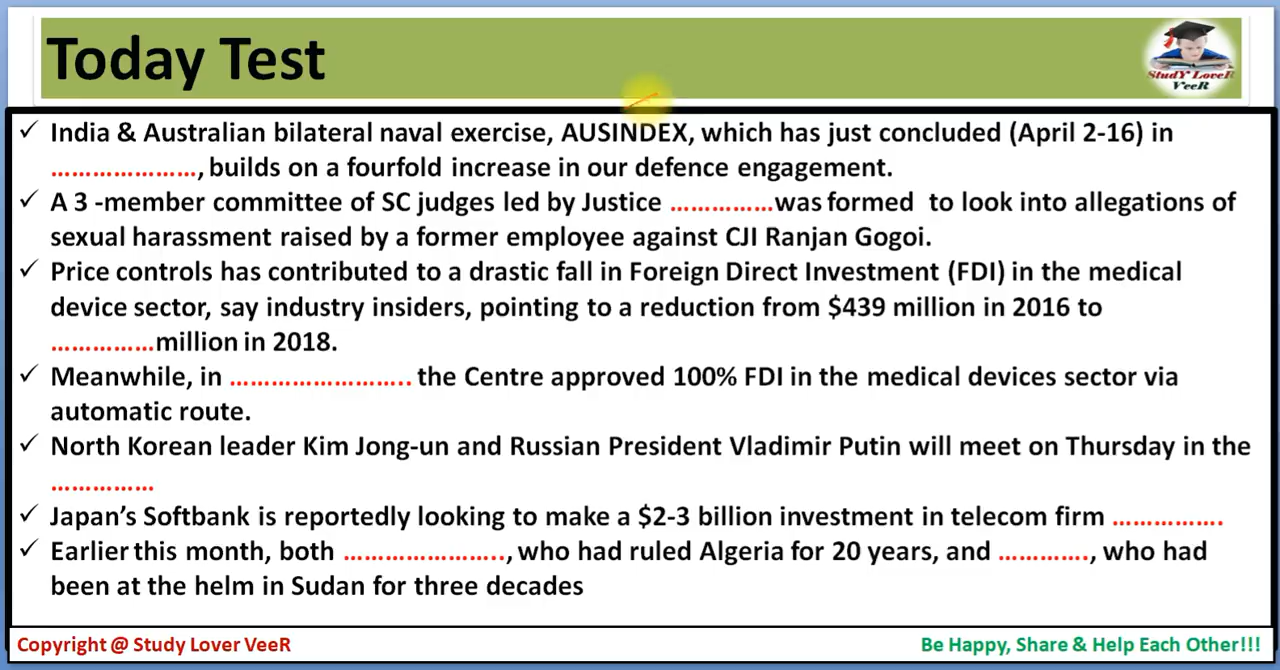 Today Test
StudY LoveR
VeeR
✓ India & Australian bilateral naval exercise, AUSINDEX, which has just concluded (April 2-16) in
…………………, builds on a fourfold increase in our defence engagement.
✓ A 3 -member committee of SC judges led by Justice ……………was formed to look into allegations of
sexual harassment raised by a former employee against CJI Ranjan Gogoi.
✓ Price controls has contributed to a drastic fall in Foreign Direct Investment (FDI) in the medical
device sector, say industry insiders, pointing to a reduction from $439 million in 2016 to
……………million in 2018.
✓ Meanwhile, in …………………….. the Centre approved 100% FDI in the medical devices sector via
automatic route.
✓ North Korean leader Kim Jong-un and Russian President Vladimir Putin will meet on Thursday in the
……………
✓ Japan’s Softbank is reportedly looking to make a $2-3 billion investment in telecom firm …………….
✓ Earlier this month, both ………………….., who had ruled Algeria for 20 years, and …………., who had
been at the helm in Sudan for three decades
Copyright @ Study Lover VeeR
Be Happy, Share & Help Each Other!!!